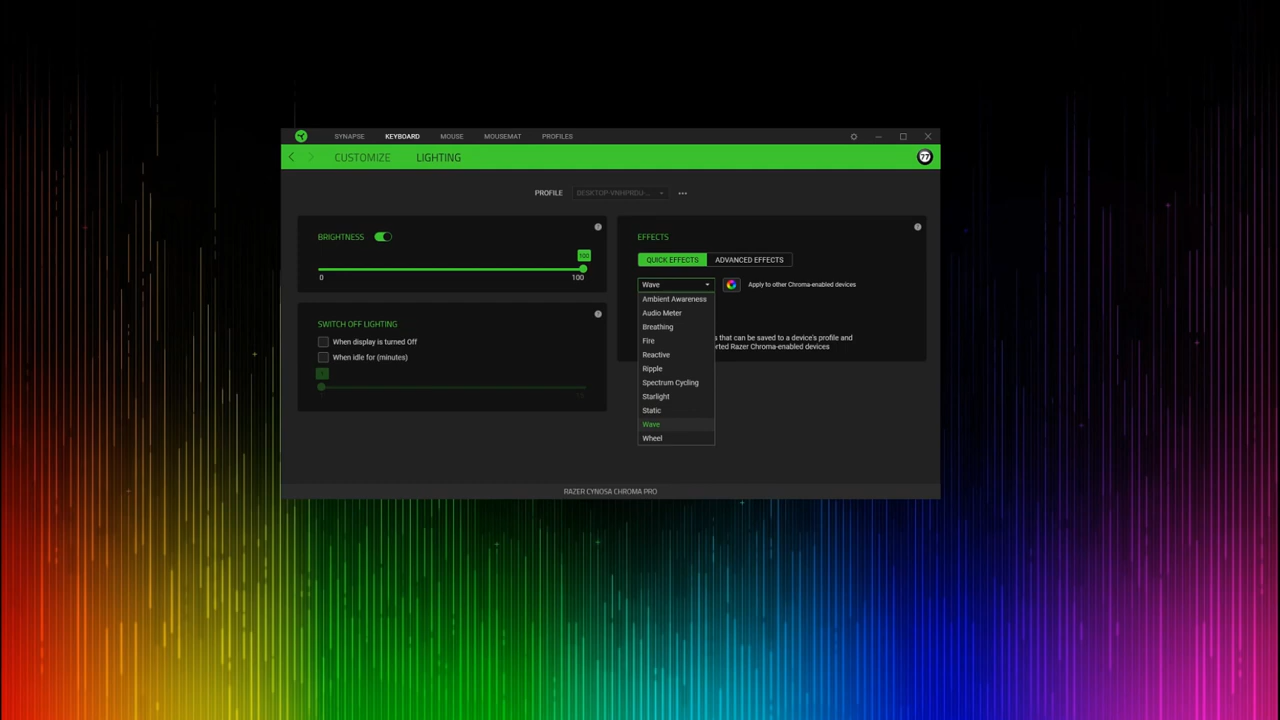 SYNAPSE KEYBOARD MOUSE MOUSEMAT PROFILES
CUSTOMIZE LIGHTING
77
PROFILE DESKTOP-VNHPRDU-... •••
BRIGHTNESS
100
0 100
SWITCH OFF LIGHTING
When display is turned Off
When idle for (minutes)
EFFECTS
QUICK EFFECTS ADVANCED EFFECTS
Wave
Apply to other Chroma-enabled devices
Ambient Awareness
Audio Meter
Breathing
Fire
Reactive
Ripple
Spectrum Cycling
Starlight
Static
Wave
Wheel
that can be saved to a device's profile and
Razer Chroma-enabled devices
RAZER CYNOSA CHROMA PRO